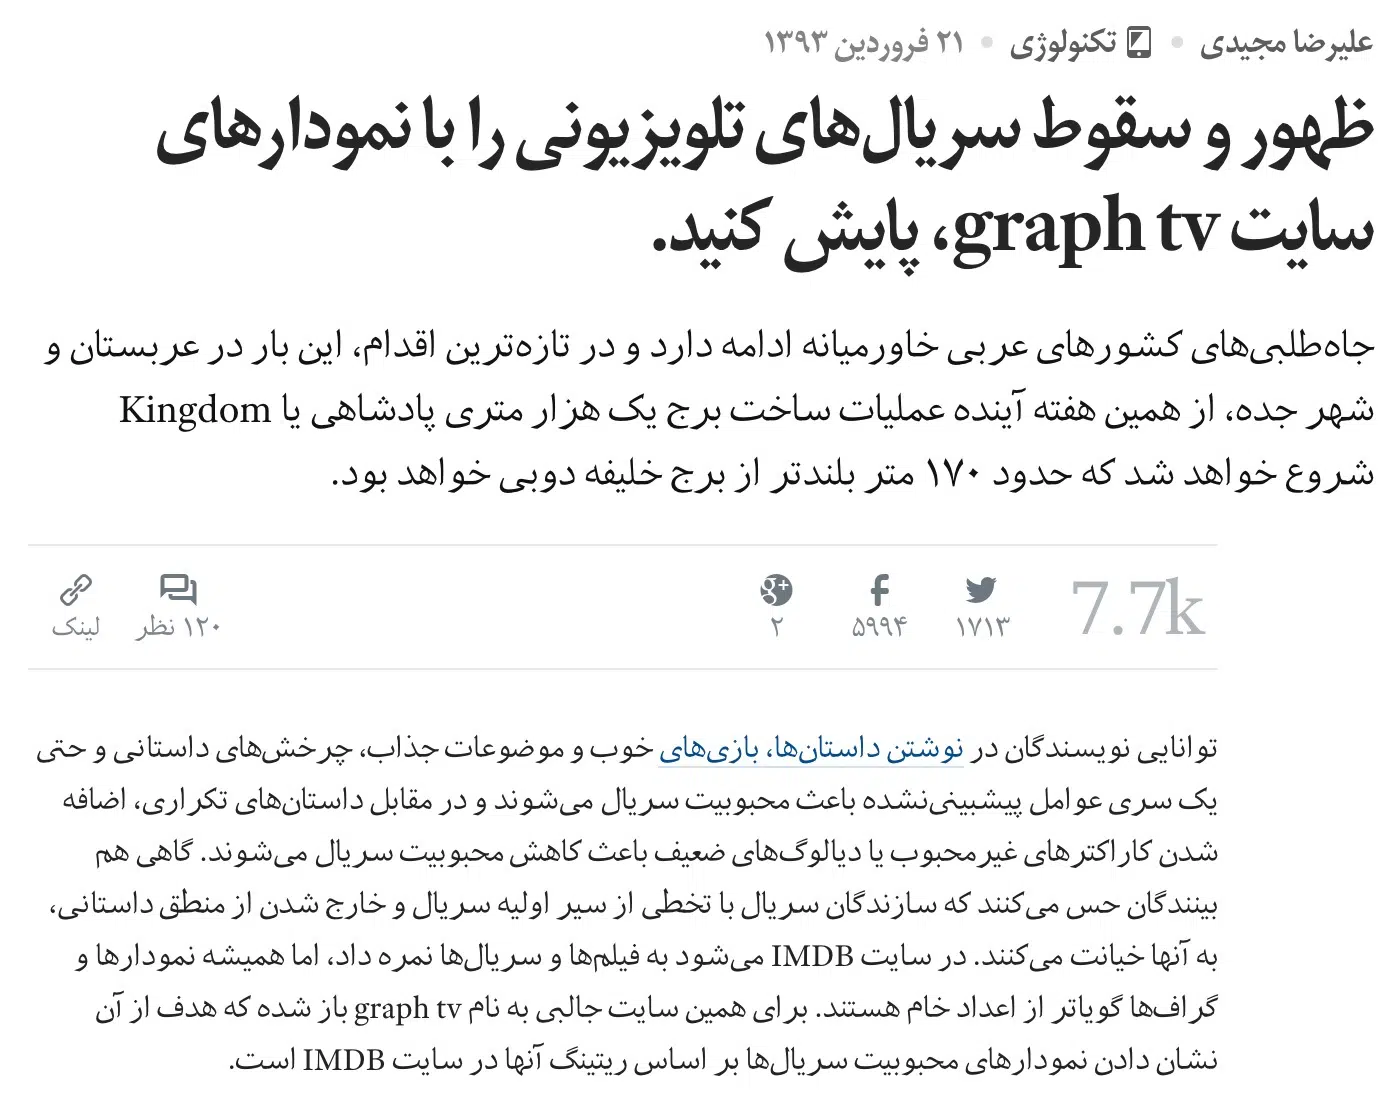 علیرضا مجیدی • تکنولوژی • ۲۱ فروردین ۱۳۹۳
ظهور و سقوط سریال‌های تلویزیونی را با نمودارهای
سایت graph tv، پایش کنید.
جاه‌طلبی‌های کشورهای عربی خاورمیانه ادامه دارد و در تازه‌ترین اقدام، این بار در عربستان و
شهر جده، از همین هفته آینده عملیات ساخت برج یک هزار متری پادشاهی یا Kingdom
شروع خواهد شد که حدود ۱۷۰ متر بلندتر از برج خلیفه دوبی خواهد بود.
7.7k
۱۷۱۳
۵۹۹۴
g+
۲
۱۲۰ نظر
لینک
توانایی نویسندگان در نوشتن داستان‌ها، بازی‌های خوب و موضوعات جذاب، چرخش‌های داستانی و حتی
یک سری عوامل پیشبینی‌نشده باعث محبوبیت سریال می‌شوند و در مقابل داستان‌های تکراری، اضافه
شدن کاراکترهای غیرمحبوب یا دیالوگ‌های ضعیف باعث کاهش محبوبیت سریال می‌شوند. گاهی هم
بینندگان حس می‌کنند که سازندگان سریال با تخطی از سیر اولیه سریال و خارج شدن از منطق داستانی،
به آنها خیانت می‌کنند. در سایت IMDB می‌شود به فیلم‌ها و سریال‌ها نمره داد، اما همیشه نمودارها و
گراف‌ها گویاتر از اعداد خام هستند. برای همین سایت جالبی به نام graph tv باز شده که هدف از آن
نشان دادن نمودارهای محبوبیت سریال‌ها بر اساس ریتینگ آنها در سایت IMDB است.